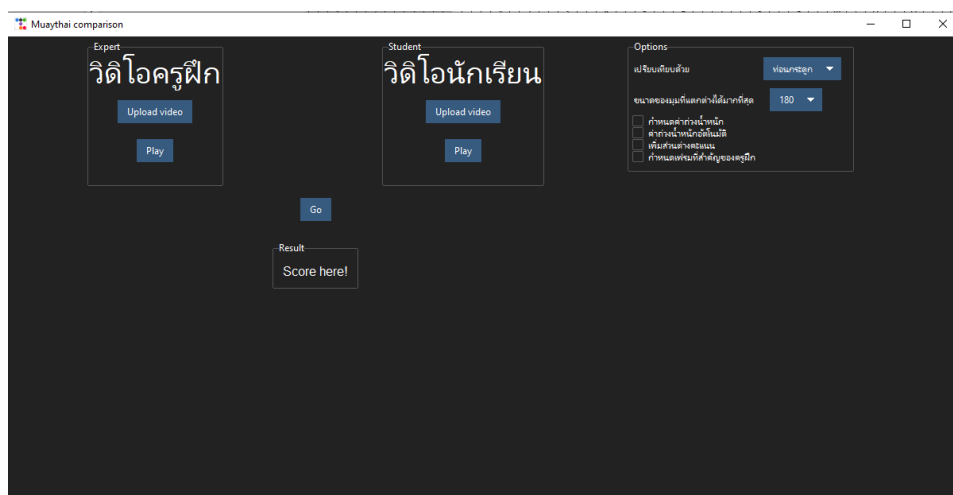 Muaythai comparison
Expert
วิดิโอครูฝึก
Upload video
Play
Student
วิดิโอนักเรียน
Upload video
Play
Options
เปรียบเทียบด้วย
ท่อนกระดูก
ขนาดของมุมที่แตกต่างได้มากที่สุด
180
กำหนดค่าถ่วงน้ำหนัก
ค่าถ่วงน้ำหนักอัตโนมัติ
เพิ่มส่วนต่างคะแนน
กำหนดเฟรมที่สำคัญของครูฝึก
Go
Result
Score here!